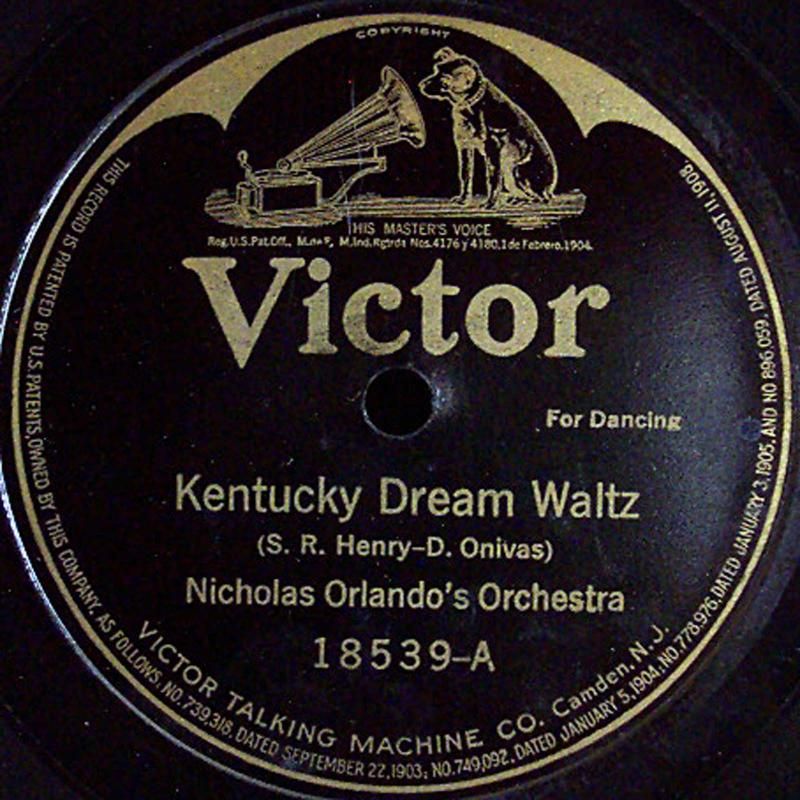 COPYRIGHT
HIS MASTER'S VOICE
Reg. U.S. Pat. Off., M. de F., M. Ind. Rgtrda Nos. 4176 y 4180, 1 de Febrero, 1904.
Victor
For Dancing
Kentucky Dream Waltz
(S. R. Henry–D. Onivas)
Nicholas Orlando's Orchestra
18539–A
VICTOR TALKING MACHINE CO. Camden, N. J.
THIS RECORD IS PATENTED BY U.S. PATENTS, OWNED BY THIS COMPANY, AS FOLLOWS, NO. 739,318, DATED SEPTEMBER 22, 1903; NO. 749,092, DATED JANUARY 5, 1904; NO. 778,976, DATED JANUARY 3, 1905, AND NO 896,059, DATED AUGUST 11, 1908.